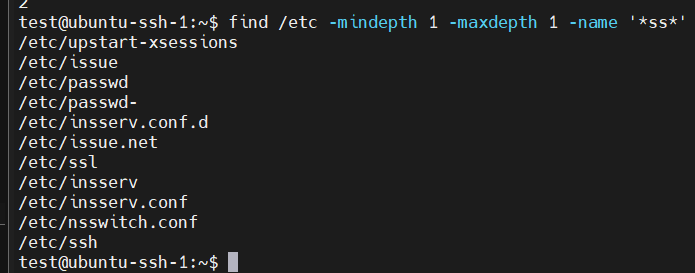 2
test@ubuntu-ssh-1:~$ find /etc -mindepth 1 -maxdepth 1 -name '*ss*'
/etc/upstart-xsessions
/etc/issue
/etc/passwd
/etc/passwd-
/etc/insserv.conf.d
/etc/issue.net
/etc/ssl
/etc/insserv
/etc/insserv.conf
/etc/nsswitch.conf
/etc/ssh
test@ubuntu-ssh-1:~$